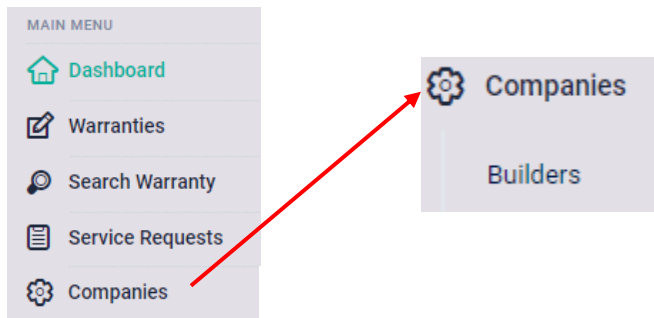 MAIN MENU
Dashboard
Warranties
Search Warranty
Service Requests
Companies
Companies
Builders